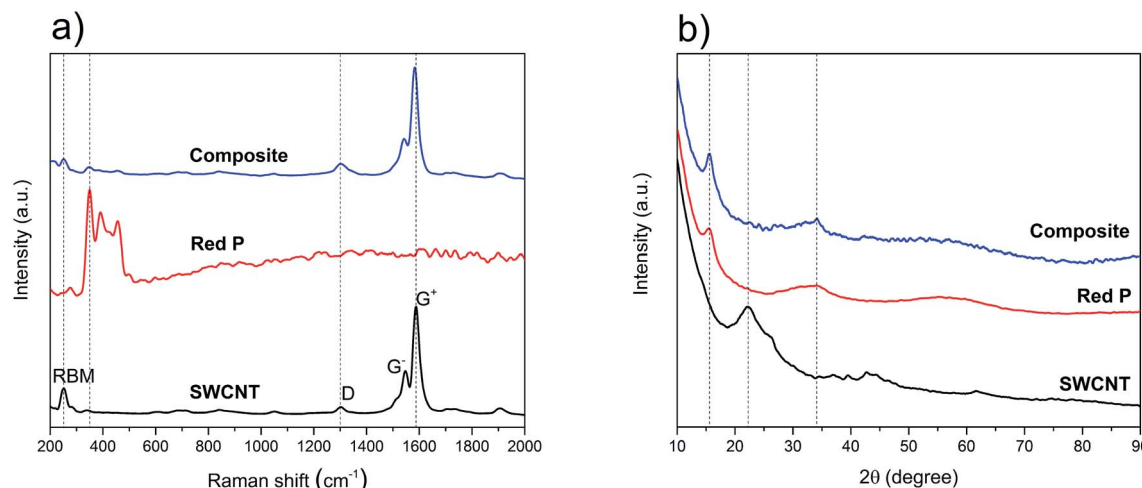 a)
Composite
Red P
G⁺
G⁻
RBM
SWCNT
D
200 400 600 800 1000 1200 1400 1600 1800 2000
Raman shift (cm⁻¹)
Intensity (a.u.)
b)
Composite
Red P
SWCNT
10 20 30 40 50 60 70 80 90
2θ (degree)
Intensity (a.u.)